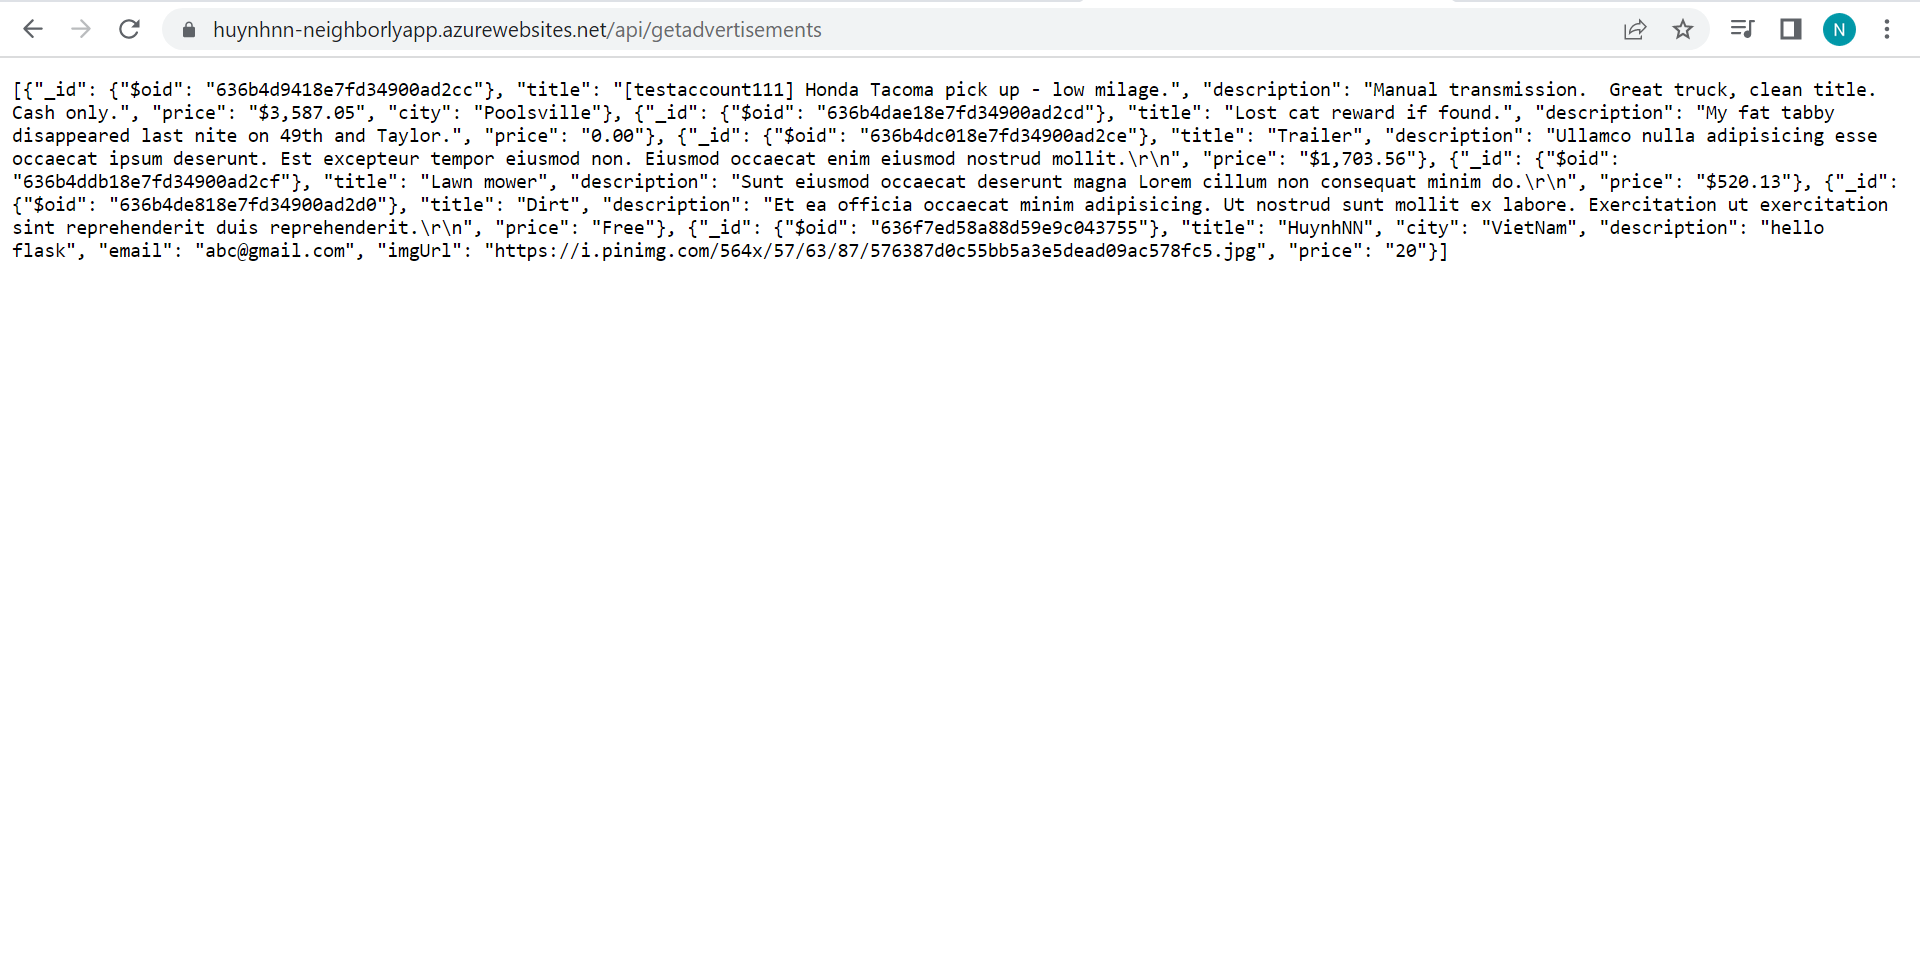 huynhnn-neighborlyapp.azurewebsites.net/api/getadvertisements
N
[{"_id": {"$oid": "636b4d9418e7fd34900ad2cc"}, "title": "[testaccount111] Honda Tacoma pick up - low milage.", "description": "Manual transmission.  Great truck, clean title.
Cash only.", "price": "$3,587.05", "city": "Poolsville"}, {"_id": {"$oid": "636b4dae18e7fd34900ad2cd"}, "title": "Lost cat reward if found.", "description": "My fat tabby
disappeared last nite on 49th and Taylor.", "price": "0.00"}, {"_id": {"$oid": "636b4dc018e7fd34900ad2ce"}, "title": "Trailer", "description": "Ullamco nulla adipisicing esse
occaecat ipsum deserunt. Est excepteur tempor eiusmod non. Eiusmod occaecat enim eiusmod nostrud mollit.\r\n", "price": "$1,703.56"}, {"_id": {"$oid":
"636b4ddb18e7fd34900ad2cf"}, "title": "Lawn mower", "description": "Sunt eiusmod occaecat deserunt magna Lorem cillum non consequat minim do.\r\n", "price": "$520.13"}, {"_id":
{"$oid": "636b4de818e7fd34900ad2d0"}, "title": "Dirt", "description": "Et ea officia occaecat minim adipisicing. Ut nostrud sunt mollit ex labore. Exercitation ut exercitation
sint reprehenderit duis reprehenderit.\r\n", "price": "Free"}, {"_id": {"$oid": "636f7ed58a88d59e9c043755"}, "title": "HuynhNN", "city": "VietNam", "description": "hello
flask", "email": "abc@gmail.com", "imgUrl": "https://i.pinimg.com/564x/57/63/87/576387d0c55bb5a3e5dead09ac578fc5.jpg", "price": "20"}]